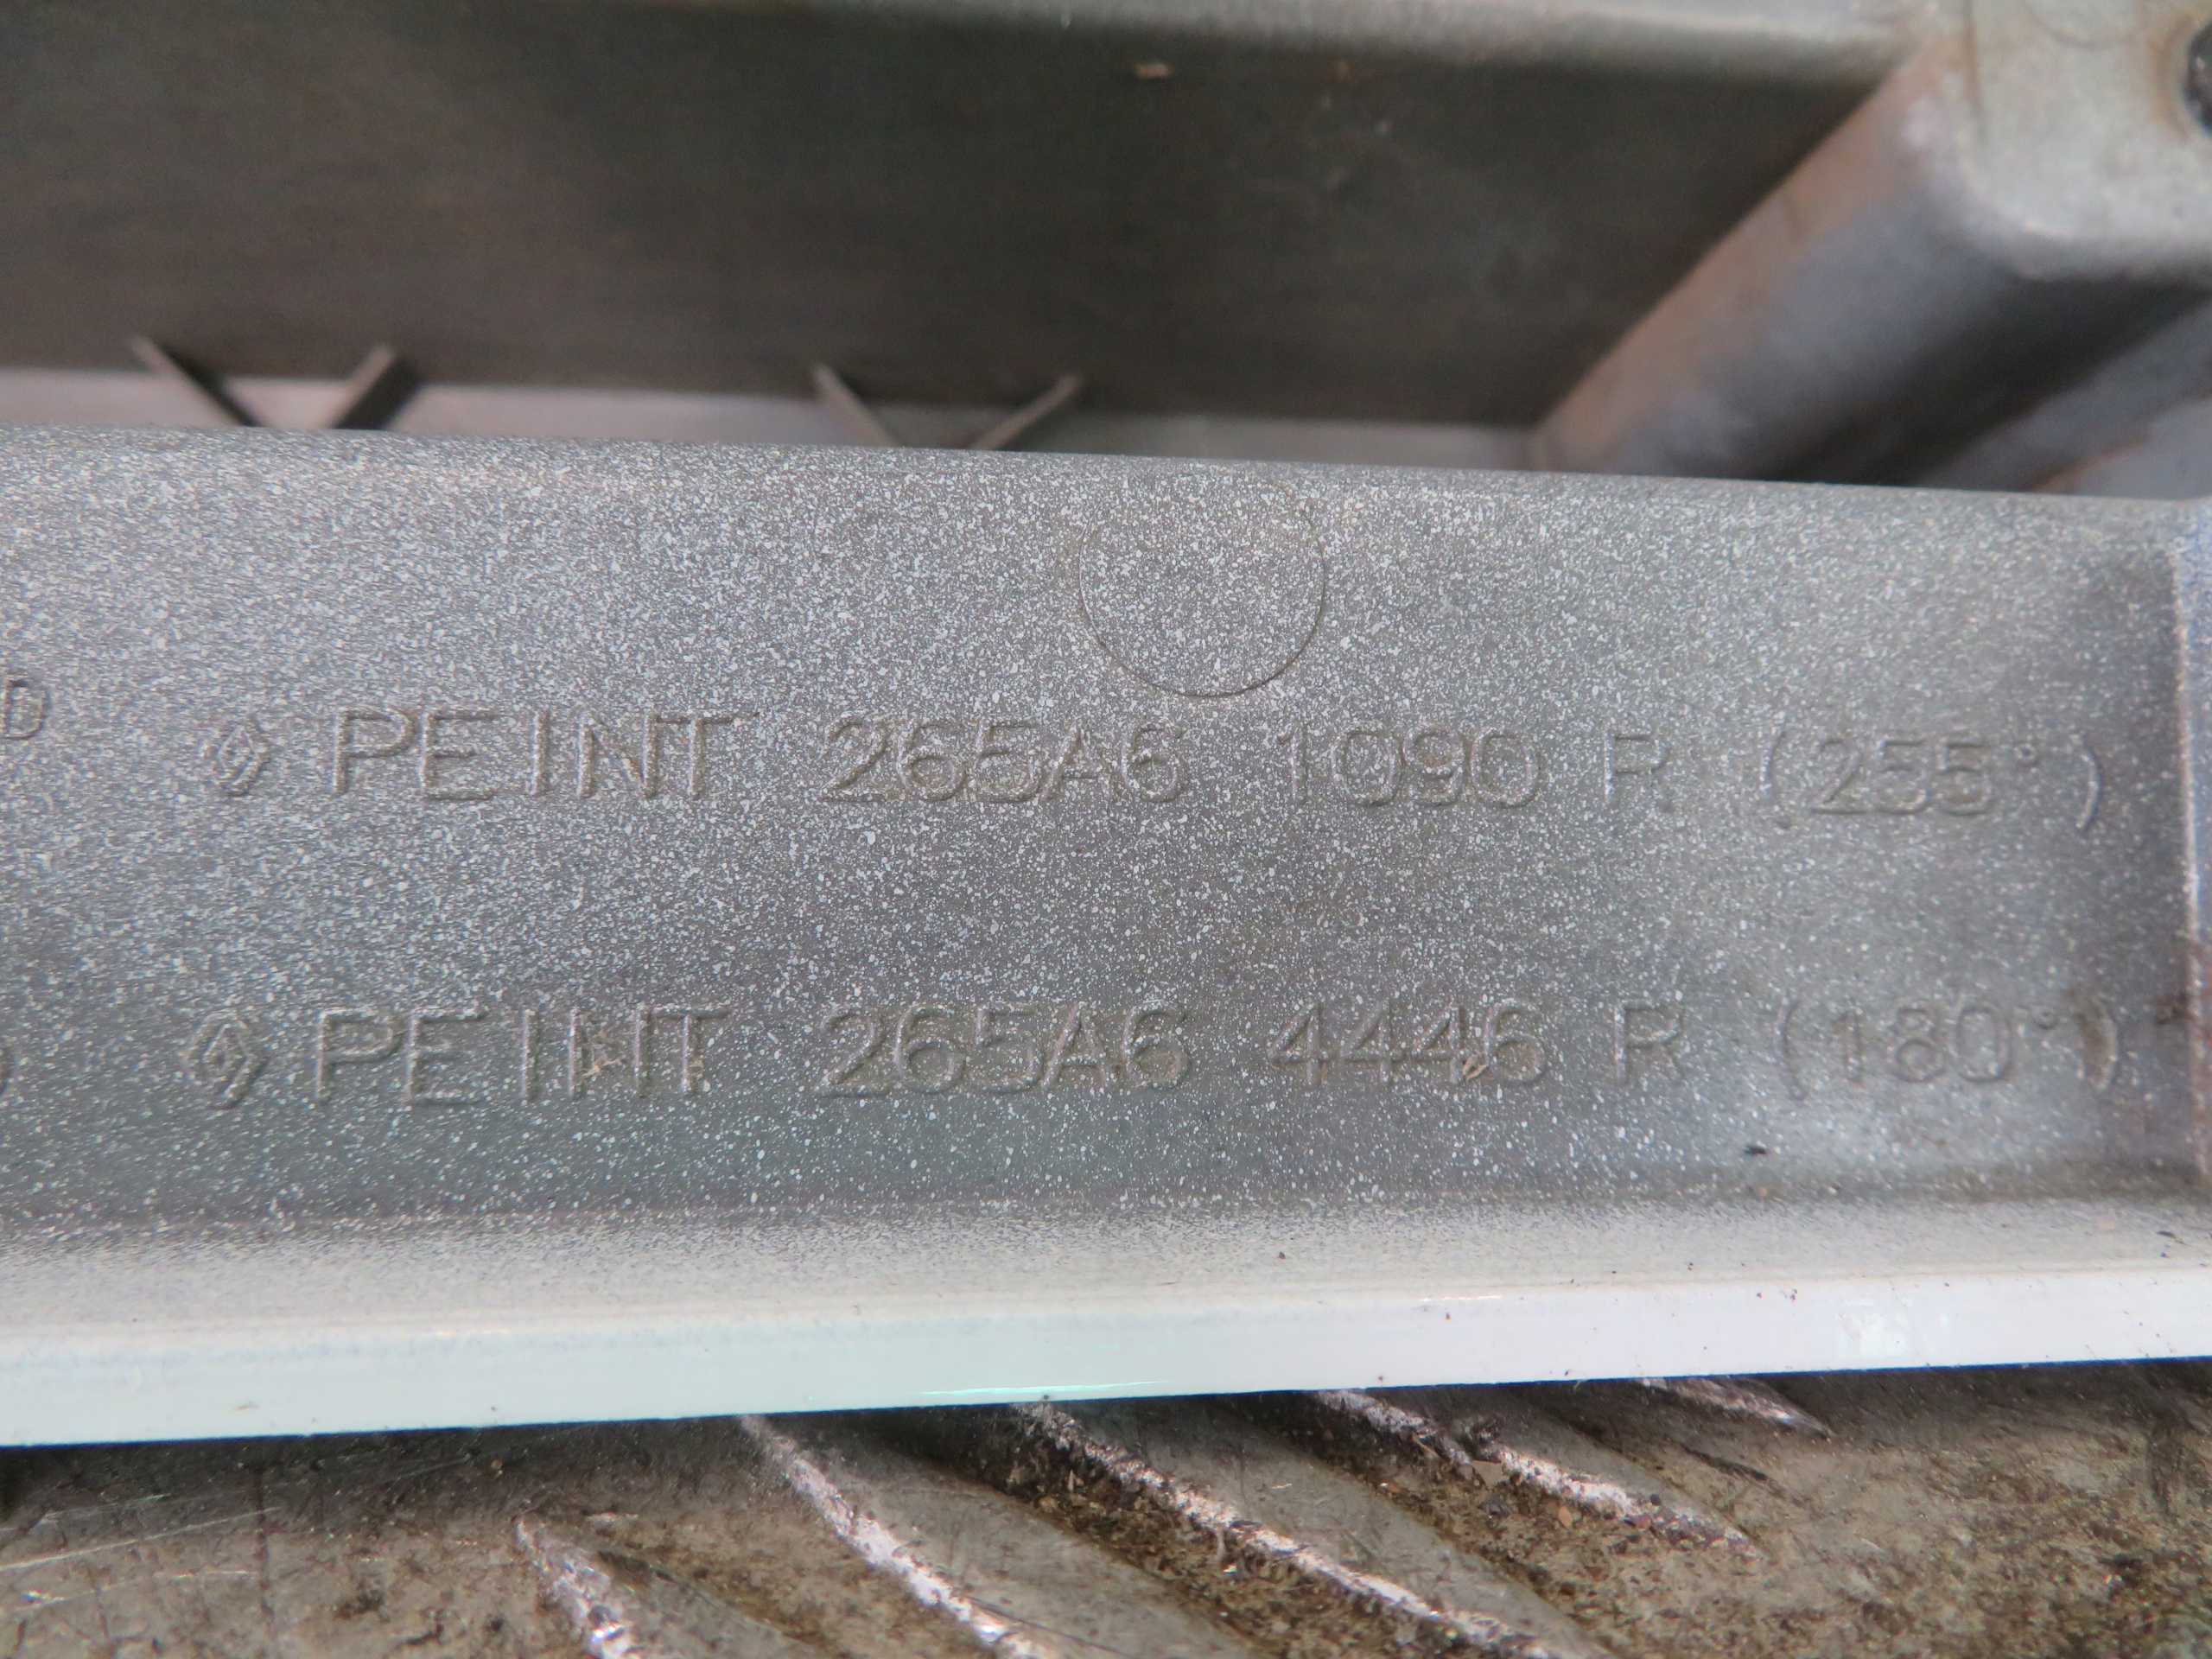 D PEINT 265A6 1090 R (255°)
PEINT 265A6 4446 R (180°)